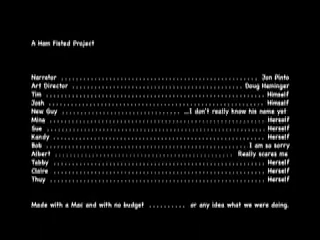 A Ham Fisted Project
Narrator ........................................ Jon Pinto
Art Director ........................................ Doug Haminger
Tim ........................................ Himself
Josh ........................................ Himself
New Guy ........................................ ...I don't really know his name yet
Mina ........................................ Herself
Sue ........................................ Herself
Kandy ........................................ Herself
Bob ........................................ I am so sorry
Albert ........................................ Really scares me
Tabby ........................................ Herself
Claire ........................................ Herself
Thuy ........................................ Herself
Made with a Mac and with no budget .......... or any idea what we were doing.